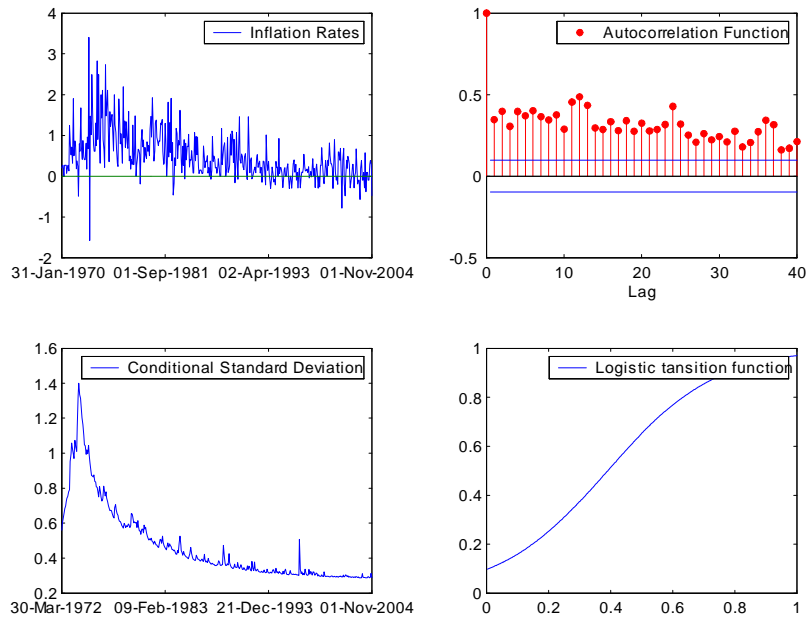 Inflation Rates
4
3
2
1
0
-1
-2
31-Jan-1970 01-Sep-1981 02-Apr-1993 01-Nov-2004
Autocorrelation Function
1
0.5
0
-0.5
0 10 20 30 40
Lag
Conditional Standard Deviation
1.6
1.4
1.2
1
0.8
0.6
0.4
0.2
30-Mar-1972 09-Feb-1983 21-Dec-1993 01-Nov-2004
Logistic tansition function
1
0.8
0.6
0.4
0.2
0
0 0.2 0.4 0.6 0.8 1